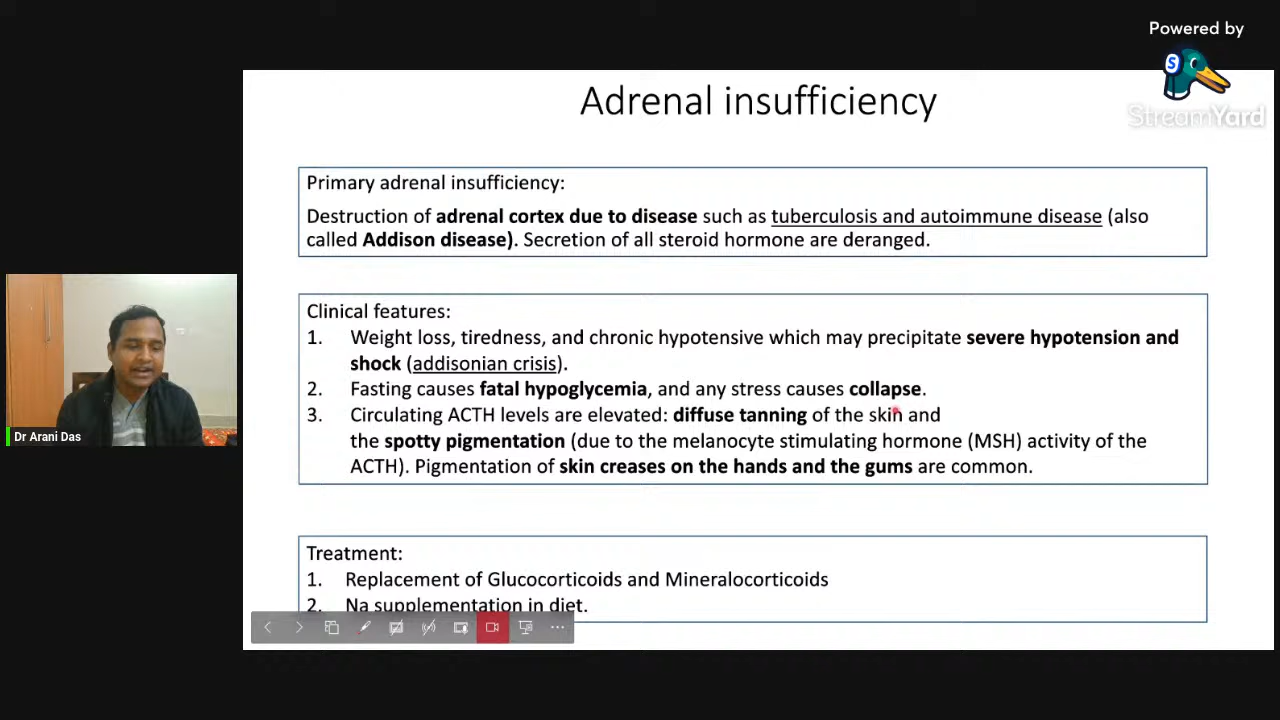 Powered by
S
StreamYard
Adrenal insufficiency
Primary adrenal insufficiency:
Destruction of adrenal cortex due to disease such as tuberculosis and autoimmune disease (also
called Addison disease). Secretion of all steroid hormone are deranged.
Clinical features:
1. Weight loss, tiredness, and chronic hypotensive which may precipitate severe hypotension and
shock (addisonian crisis).
2. Fasting causes fatal hypoglycemia, and any stress causes collapse.
3. Circulating ACTH levels are elevated: diffuse tanning of the skin and
the spotty pigmentation (due to the melanocyte stimulating hormone (MSH) activity of the
ACTH). Pigmentation of skin creases on the hands and the gums are common.
Dr Arani Das
Treatment:
1. Replacement of Glucocorticoids and Mineralocorticoids
2. Na supplementation in diet.